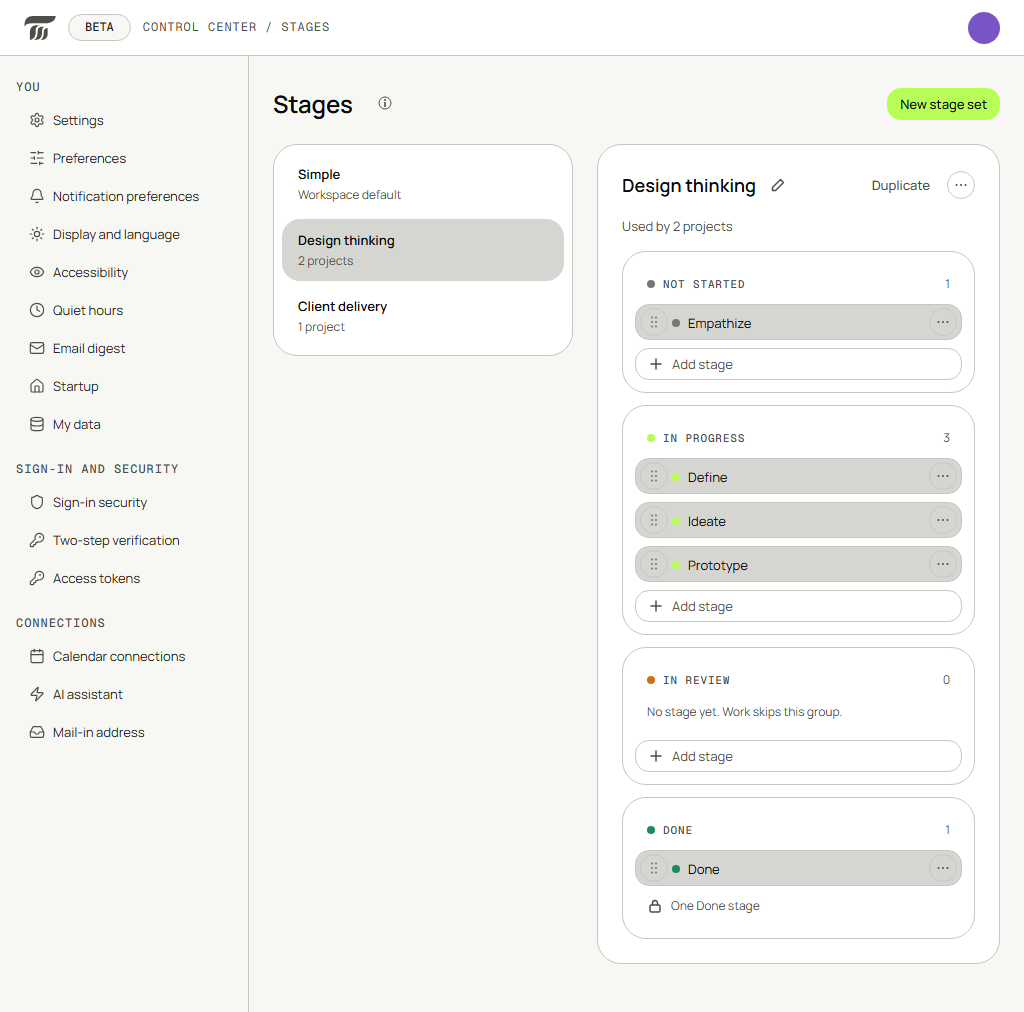 BETA
CONTROL CENTER / STAGES
YOU
Settings
Preferences
Notification preferences
Display and language
Accessibility
Quiet hours
Email digest
Startup
My data
SIGN-IN AND SECURITY
Sign-in security
Two-step verification
Access tokens
CONNECTIONS
Calendar connections
AI assistant
Mail-in address
Stages
New stage set
Simple
Workspace default
Design thinking
2 projects
Client delivery
1 project
Design thinking
Duplicate
Used by 2 projects
NOT STARTED 1
Empathize
Add stage
IN PROGRESS 3
Define
Ideate
Prototype
Add stage
IN REVIEW 0
No stage yet. Work skips this group.
Add stage
DONE 1
Done
One Done stage